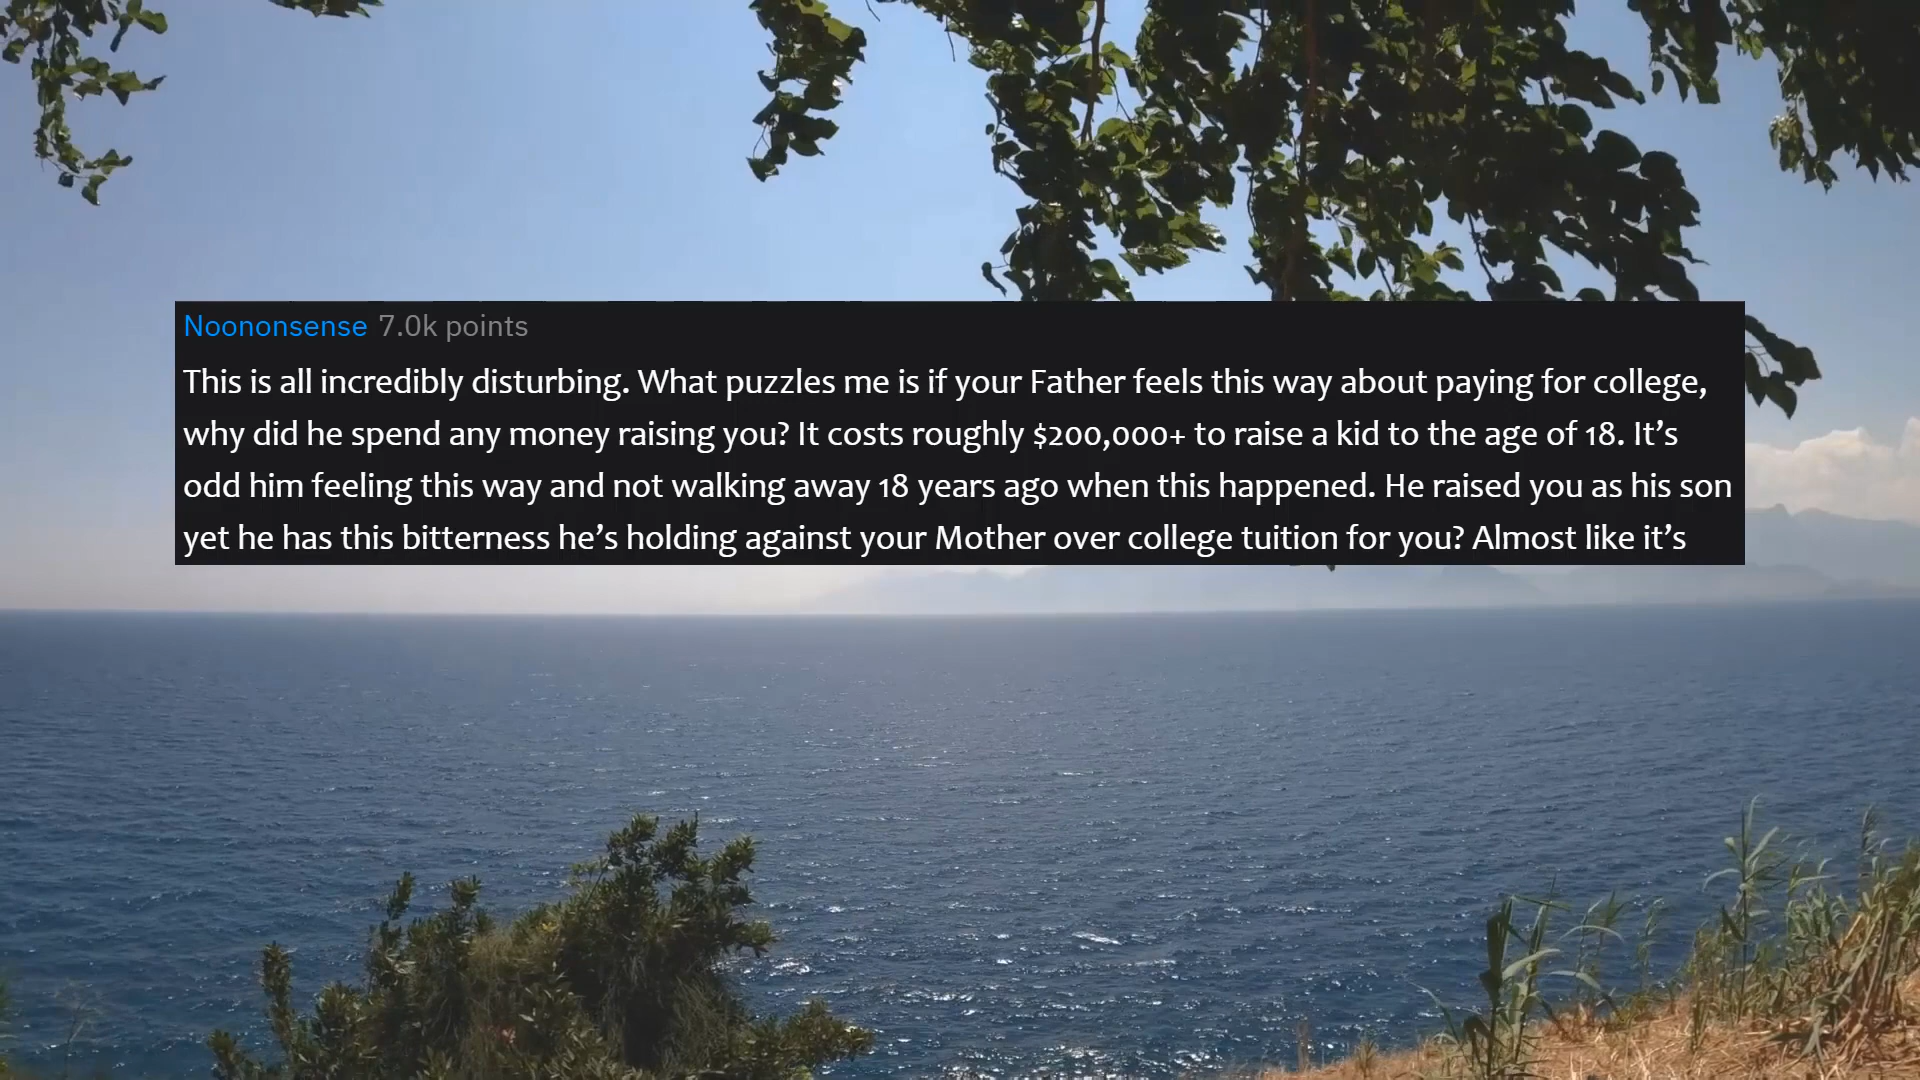 Noononsense 7.0k points
This is all incredibly disturbing. What puzzles me is if your Father feels this way about paying for college,
why did he spend any money raising you? It costs roughly $200,000+ to raise a kid to the age of 18. It’s
odd him feeling this way and not walking away 18 years ago when this happened. He raised you as his son
yet he has this bitterness he’s holding against your Mother over college tuition for you? Almost like it’s